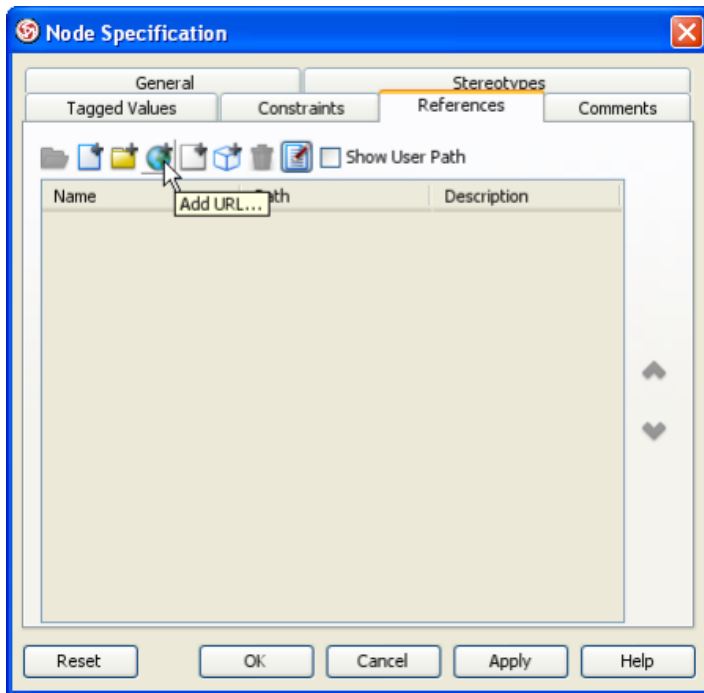 Node Specification
General Stereotypes
Tagged Values Constraints References Comments
Show User Path
Name Path Description
Add URL...
Reset OK Cancel Apply Help